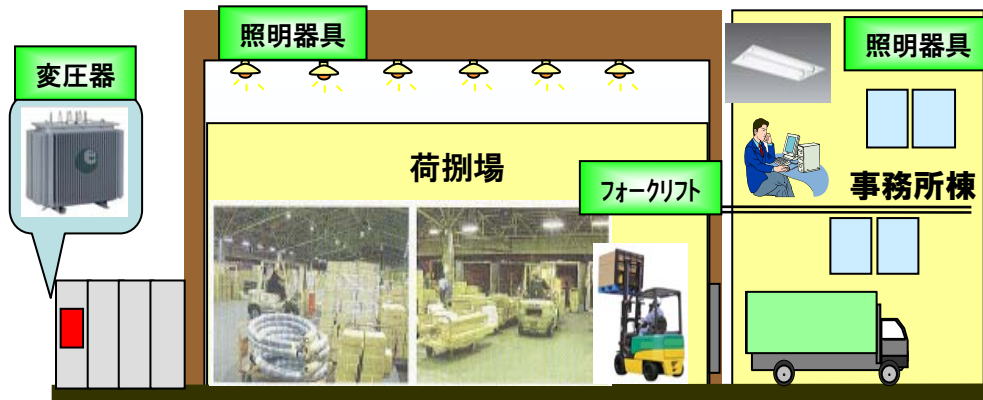 照明器具
照明器具
変圧器
荷捌場
フォークリフト
事務所棟